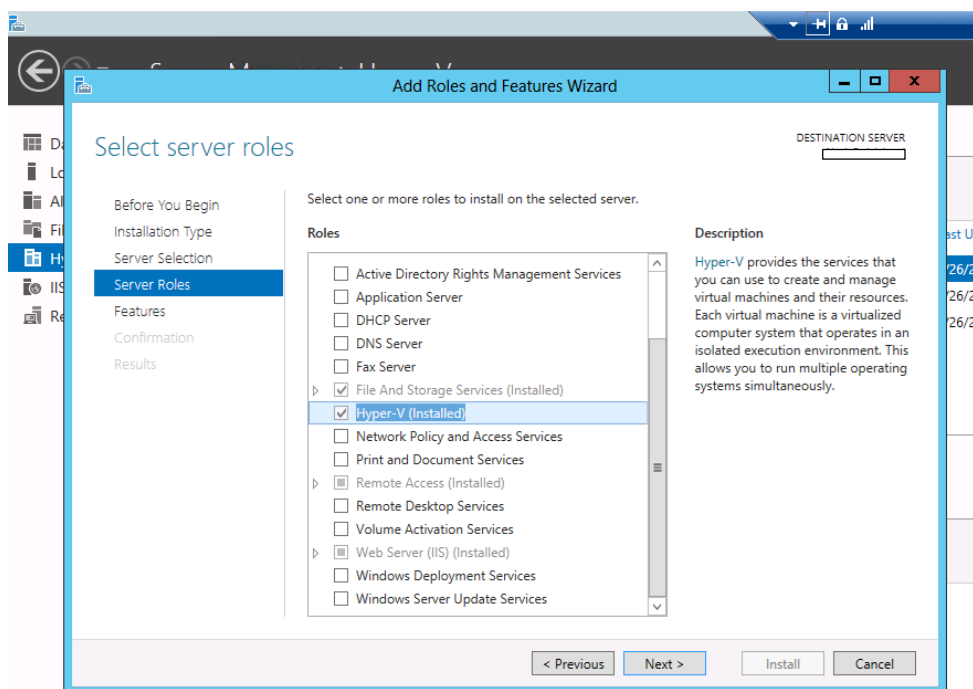 Add Roles and Features Wizard
Select server roles
DESTINATION SERVER
Before You Begin
Installation Type
Server Selection
Server Roles
Features
Confirmation
Results
Select one or more roles to install on the selected server.
Roles
Active Directory Rights Management Services
Application Server
DHCP Server
DNS Server
Fax Server
File And Storage Services (Installed)
Hyper-V (Installed)
Network Policy and Access Services
Print and Document Services
Remote Access (Installed)
Remote Desktop Services
Volume Activation Services
Web Server (IIS) (Installed)
Windows Deployment Services
Windows Server Update Services
Description
Hyper-V provides the services that
you can use to create and manage
virtual machines and their resources.
Each virtual machine is a virtualized
computer system that operates in an
isolated execution environment. This
allows you to run multiple operating
systems simultaneously.
< Previous
Next >
Install
Cancel